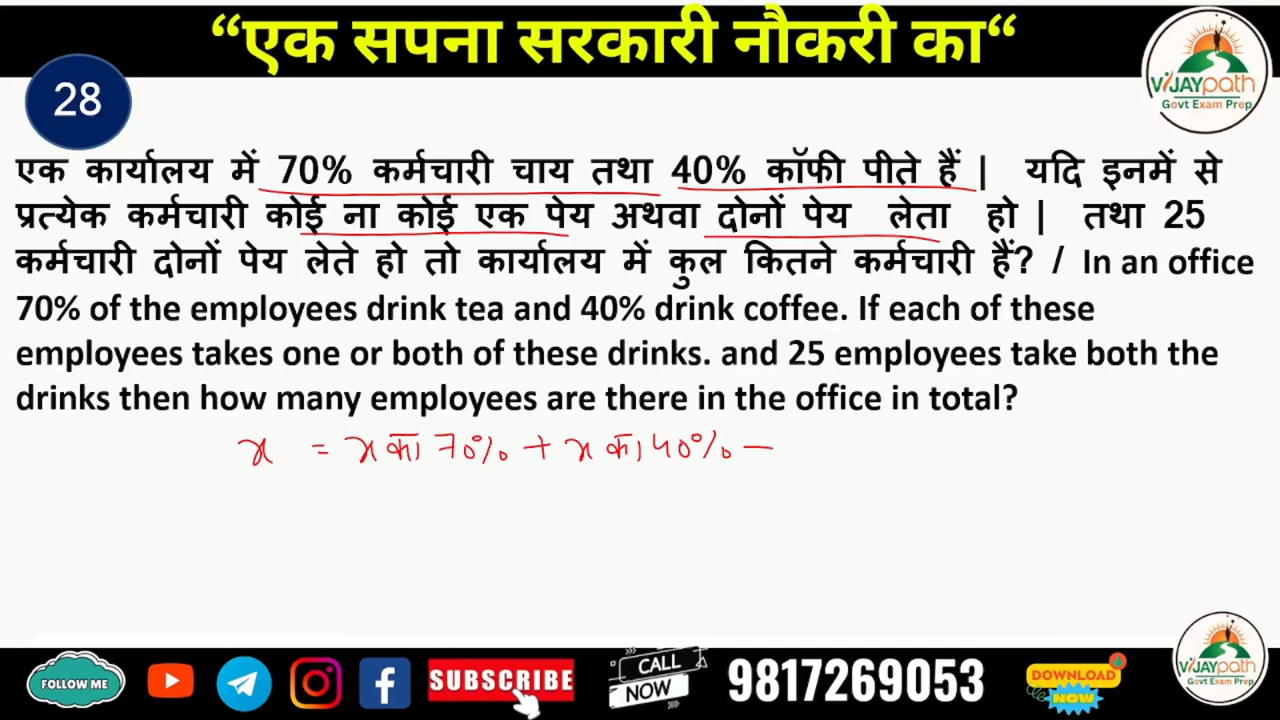 “एक सपना सरकारी नौकरी का“
VIJAYpath
Govt Exam Prep
28
एक कार्यालय में 70% कर्मचारी चाय तथा 40% कॉफी पीते हैं | यदि इनमें से
प्रत्येक कर्मचारी कोई ना कोई एक पेय अथवा दोनों पेय लेता हो | तथा 25
कर्मचारी दोनों पेय लेते हो तो कार्यालय में कुल कितने कर्मचारी हैं? / In an office
70% of the employees drink tea and 40% drink coffee. If each of these
employees takes one or both of these drinks. and 25 employees take both the
drinks then how many employees are there in the office in total?
x = x का 70% + x का 40% –
VIJAYpath
Govt Exam Prep
FOLLOW ME
SUBSCRIBE
CALL
NOW
9817269053
DOWNLOAD
NOW